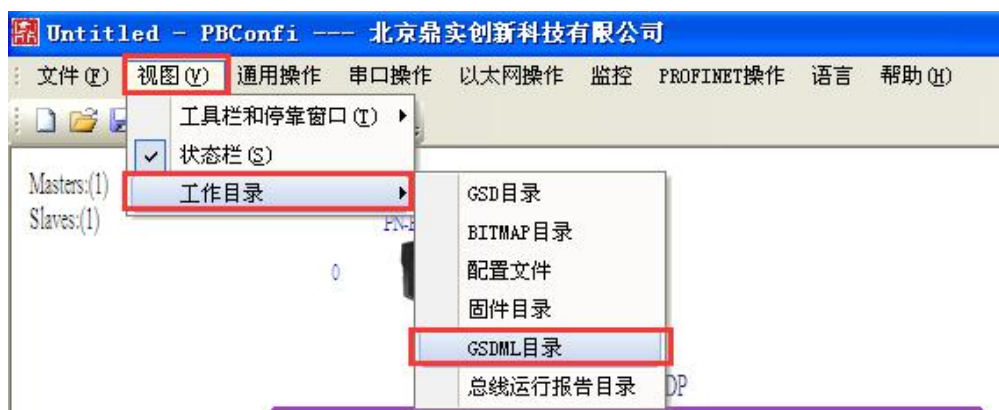 Untitled - PBConfi --- 北京鼎实创新科技有限公司
文件(F) 视图(V) 通用操作 串口操作 以太网操作 监控 PROFINET操作 语言 帮助(H)
工具栏和停靠窗口(T)
状态栏(S)
Masters:(1)
工作目录
GSD目录
Slaves:(1)
BITMAP目录
0
配置文件
固件目录
GSDML目录
总线运行报告目录
DP